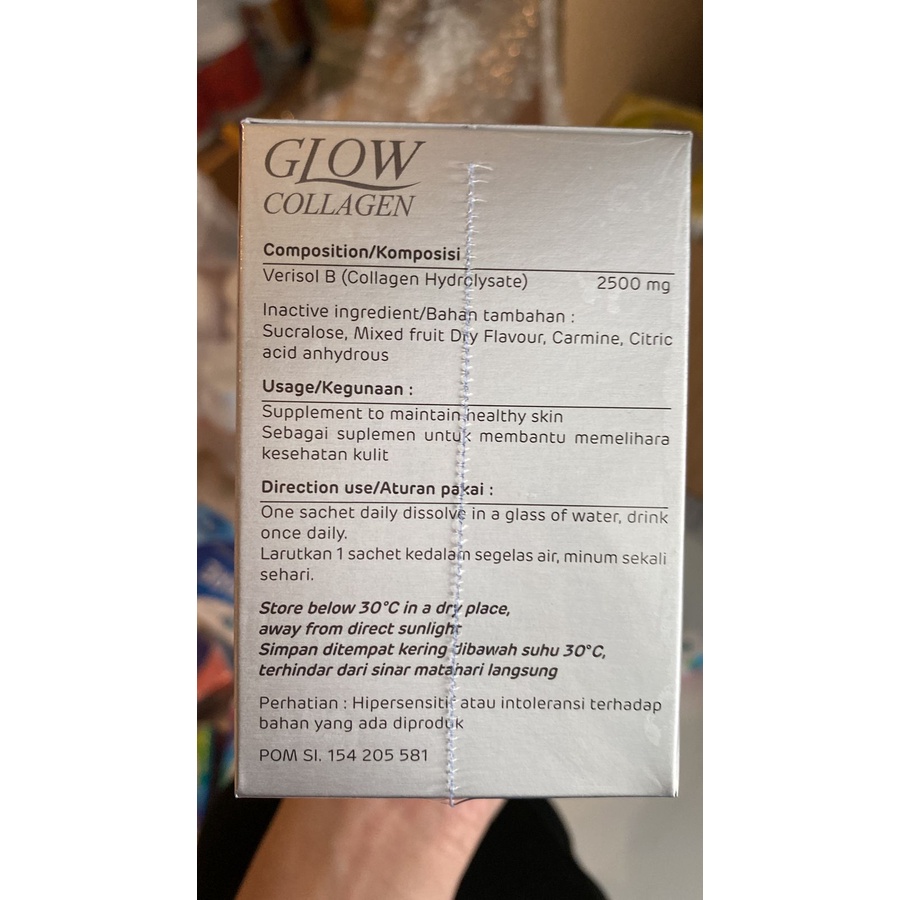 GLOW
COLLAGEN
Composition/Komposisi
Verisol B (Collagen Hydrolysate) 2500 mg
Inactive ingredient/Bahan tambahan :
Sucralose, Mixed fruit Dry Flavour, Carmine, Citric
acid anhydrous
Usage/Kegunaan :
Supplement to maintain healthy skin
Sebagai suplemen untuk membantu memelihara
kesehatan kulit
Direction use/Aturan pakai :
One sachet daily dissolve in a glass of water, drink
once daily.
Larutkan 1 sachet kedalam segelas air, minum sekali
sehari.
Store below 30°C in a dry place,
away from direct sunlight
Simpan ditempat kering dibawah suhu 30°C,
terhindar dari sinar matahari langsung
Perhatian : Hipersensitif atau intoleransi terhadap
bahan yang ada diproduk
POM SI. 154 205 581